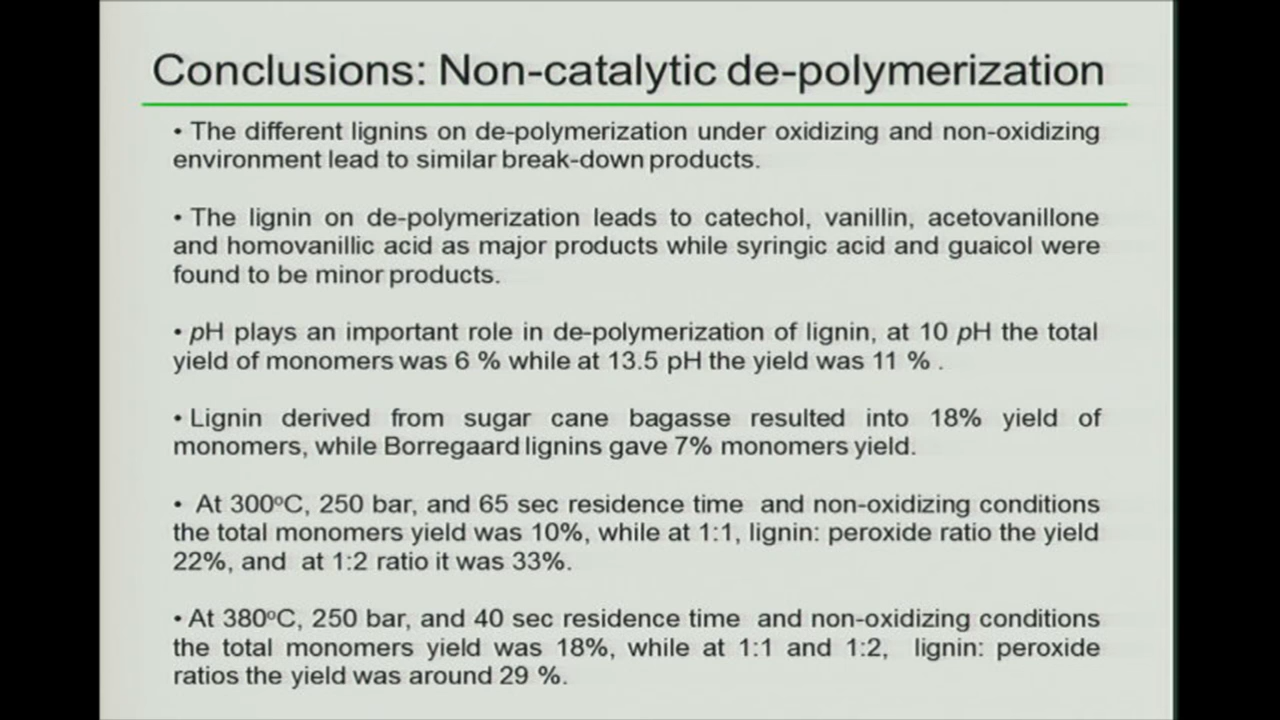 Conclusions: Non-catalytic de-polymerization
• The different lignins on de-polymerization under oxidizing and non-oxidizing
environment lead to similar break-down products.
• The lignin on de-polymerization leads to catechol, vanillin, acetovanillone
and homovanillic acid as major products while syringic acid and guaicol were
found to be minor products.
• pH plays an important role in de-polymerization of lignin, at 10 pH the total
yield of monomers was 6 % while at 13.5 pH the yield was 11 % .
• Lignin derived from sugar cane bagasse resulted into 18% yield of
monomers, while Borregaard lignins gave 7% monomers yield.
• At 300ºC, 250 bar, and 65 sec residence time and non-oxidizing conditions
the total monomers yield was 10%, while at 1:1, lignin: peroxide ratio the yield
22%, and at 1:2 ratio it was 33%.
• At 380ºC, 250 bar, and 40 sec residence time and non-oxidizing conditions
the total monomers yield was 18%, while at 1:1 and 1:2, lignin: peroxide
ratios the yield was around 29 %.